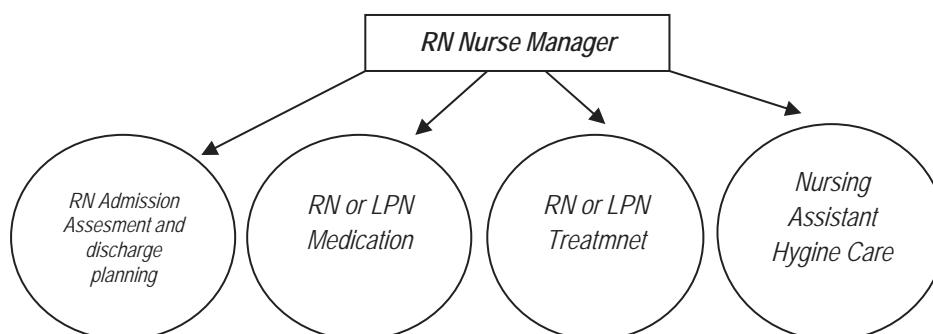 RN Nurse Manager
RN Admission
Assesment and
discharge
planning
RN or LPN
Medication
RN or LPN
Treatmnet
Nursing
Assistant
Hygine Care